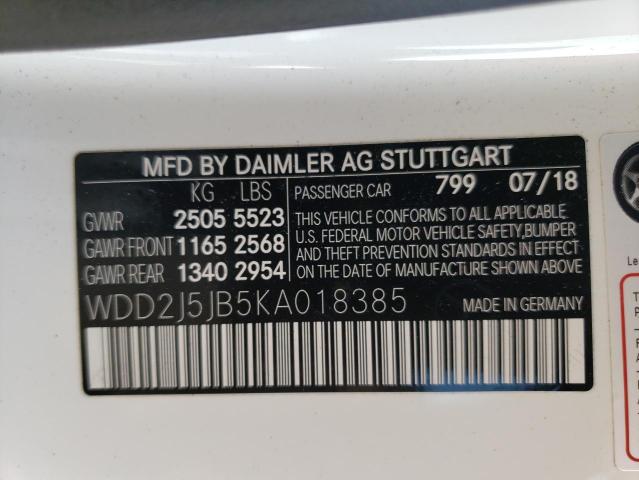 MFD BY DAIMLER AG STUTTGART
KG LBS
GVWR 2505 5523
GAWR FRONT 1165 2568
GAWR REAR 1340 2954
PASSENGER CAR 799 07/18
THIS VEHICLE CONFORMS TO ALL APPLICABLE
U.S. FEDERAL MOTOR VEHICLE SAFETY,BUMPER
AND THEFT PREVENTION STANDARDS IN EFFECT
ON THE DATE OF MANUFACTURE SHOWN ABOVE.
WDD2J5JB5KA018385
MADE IN GERMANY